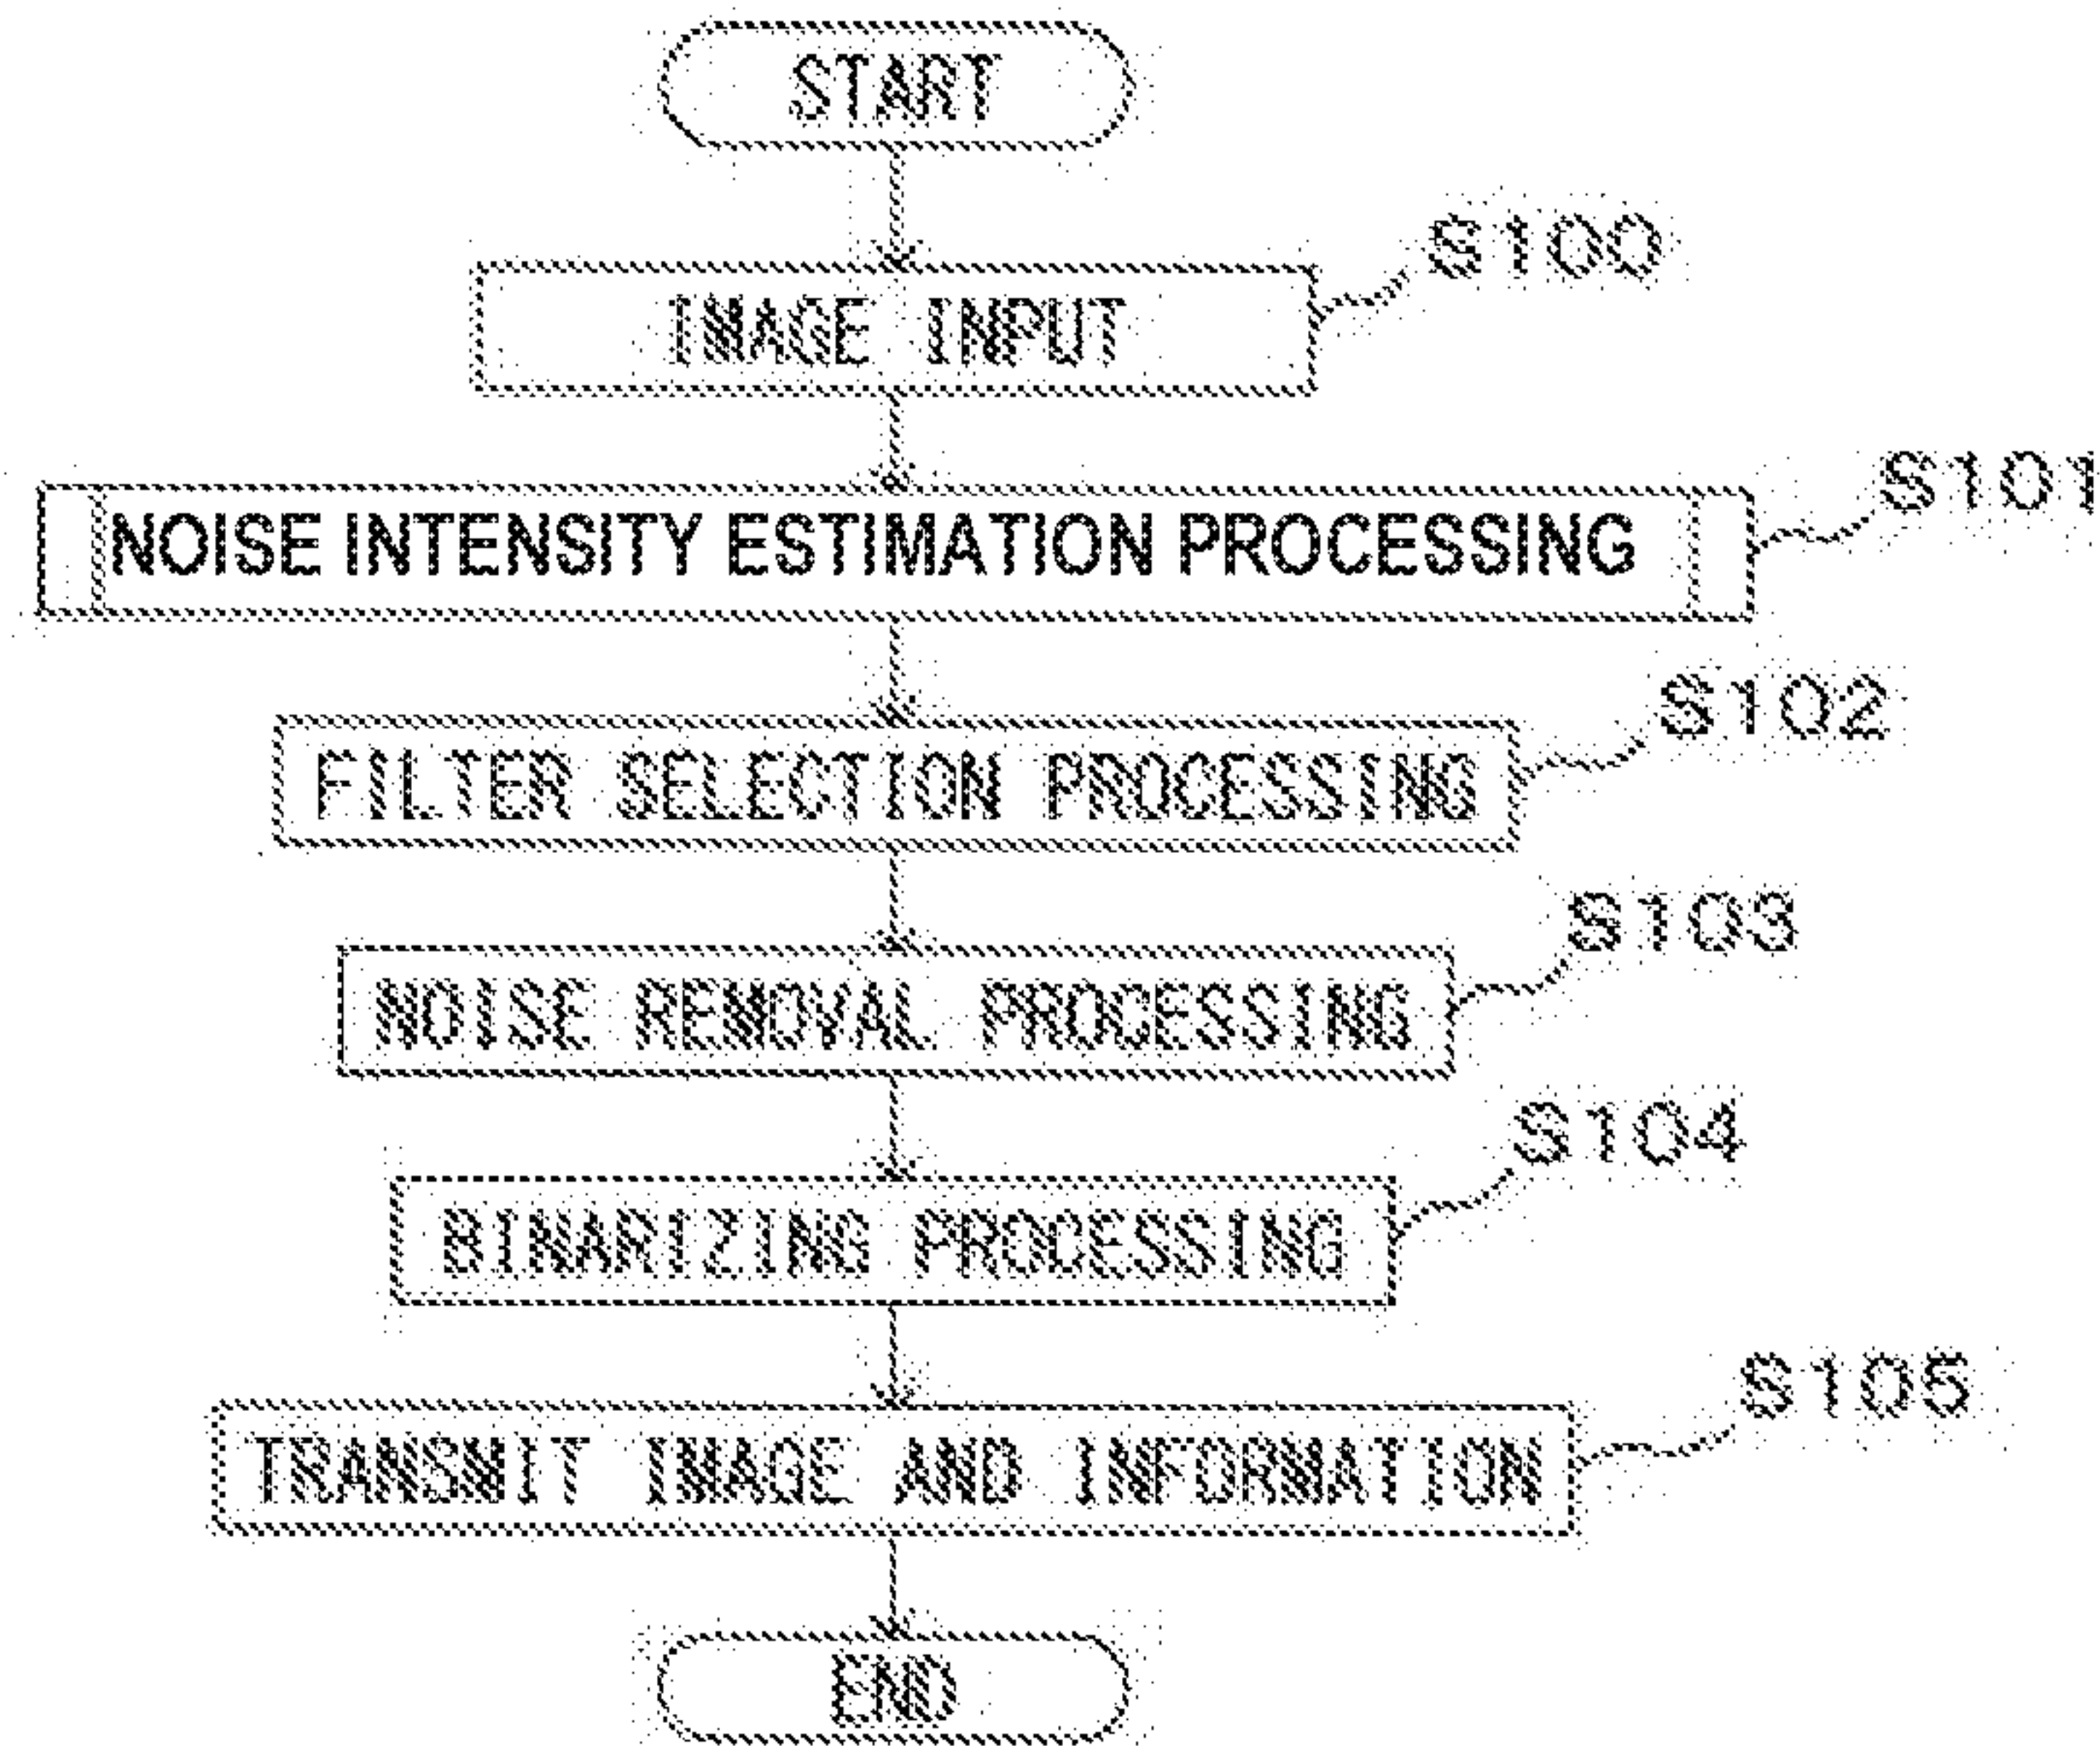 START
S100
IMAGE INPUT
S101
NOISE INTENSITY ESTIMATION PROCESSING
S102
FILTER SELECTION PROCESSING
S103
NOISE REMOVAL PROCESSING
S104
BINARIZING PROCESSING
S105
TRANSMIT IMAGE AND INFORMATION
END